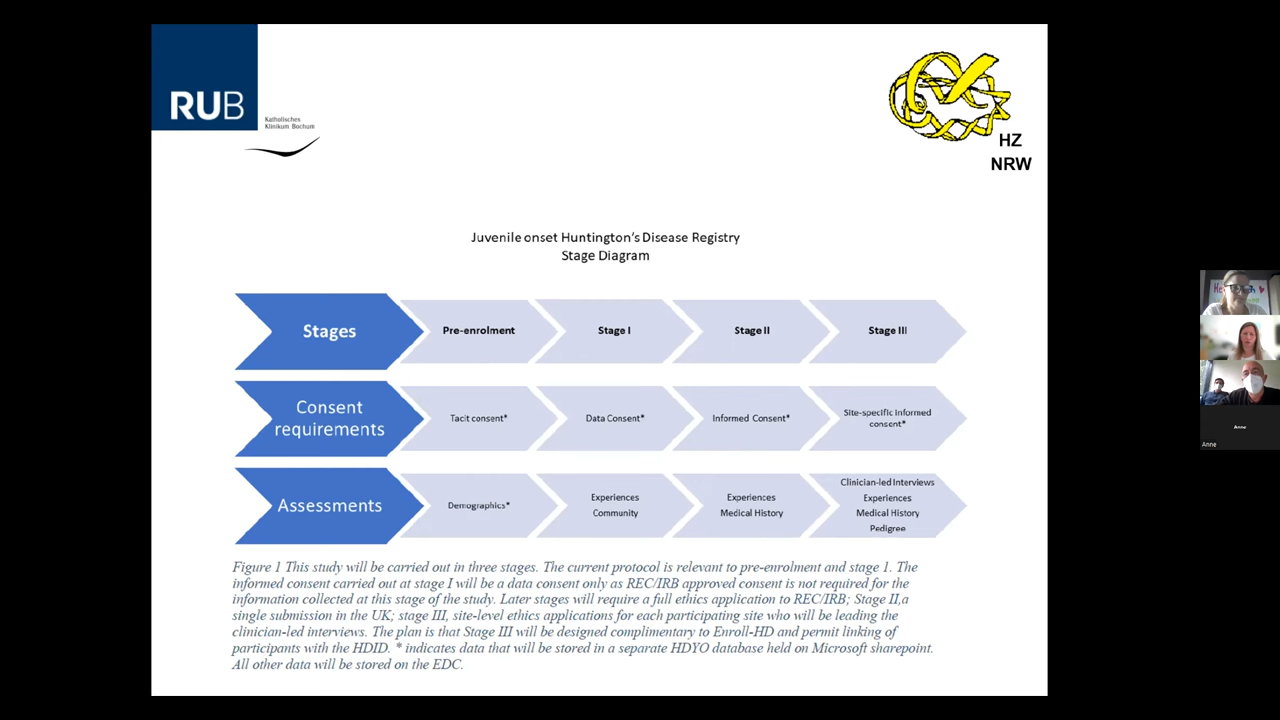 RUB
Katholisches
Klinikum Bochum
HZ
NRW
Juvenile onset Huntington's Disease Registry
Stage Diagram
Stages
Pre-enrolment
Stage I
Stage II
Stage III
Consent
requirements
Tacit consent*
Data Consent*
Informed Consent*
Site-specific Informed
consent*
Assessments
Demographics*
Experiences
Community
Experiences
Medical History
Clinician-led Interviews
Experiences
Medical History
Pedigree
Figure 1 This study will be carried out in three stages. The current protocol is relevant to pre-enrolment and stage 1. The
informed consent carried out at stage I will be a data consent only as REC/IRB approved consent is not required for the
information collected at this stage of the study. Later stages will require a full ethics application to REC/IRB; Stage II,a
single submission in the UK; stage III, site-level ethics applications for each participating site who will be leading the
clinician-led interviews. The plan is that Stage III will be designed complimentary to Enroll-HD and permit linking of
participants with the HDID. * indicates data that will be stored in a separate HDYO database held on Microsoft sharepoint.
All other data will be stored on the EDC.
Anne
Anne